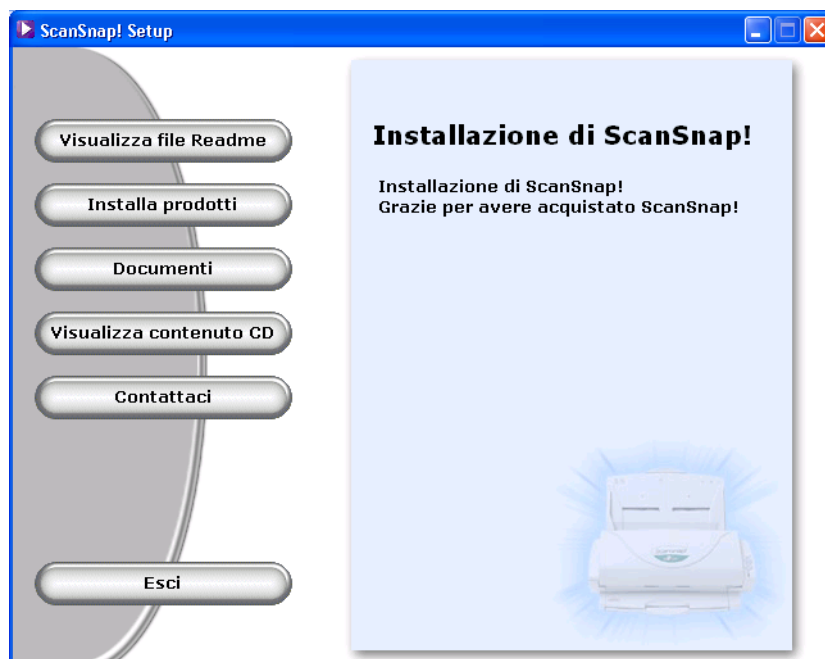 ScanSnap! Setup
Visualizza file Readme
Installa prodotti
Documenti
Visualizza contenuto CD
Contattaci
Esci
Installazione di ScanSnap!
Installazione di ScanSnap!
Grazie per avere acquistato ScanSnap!